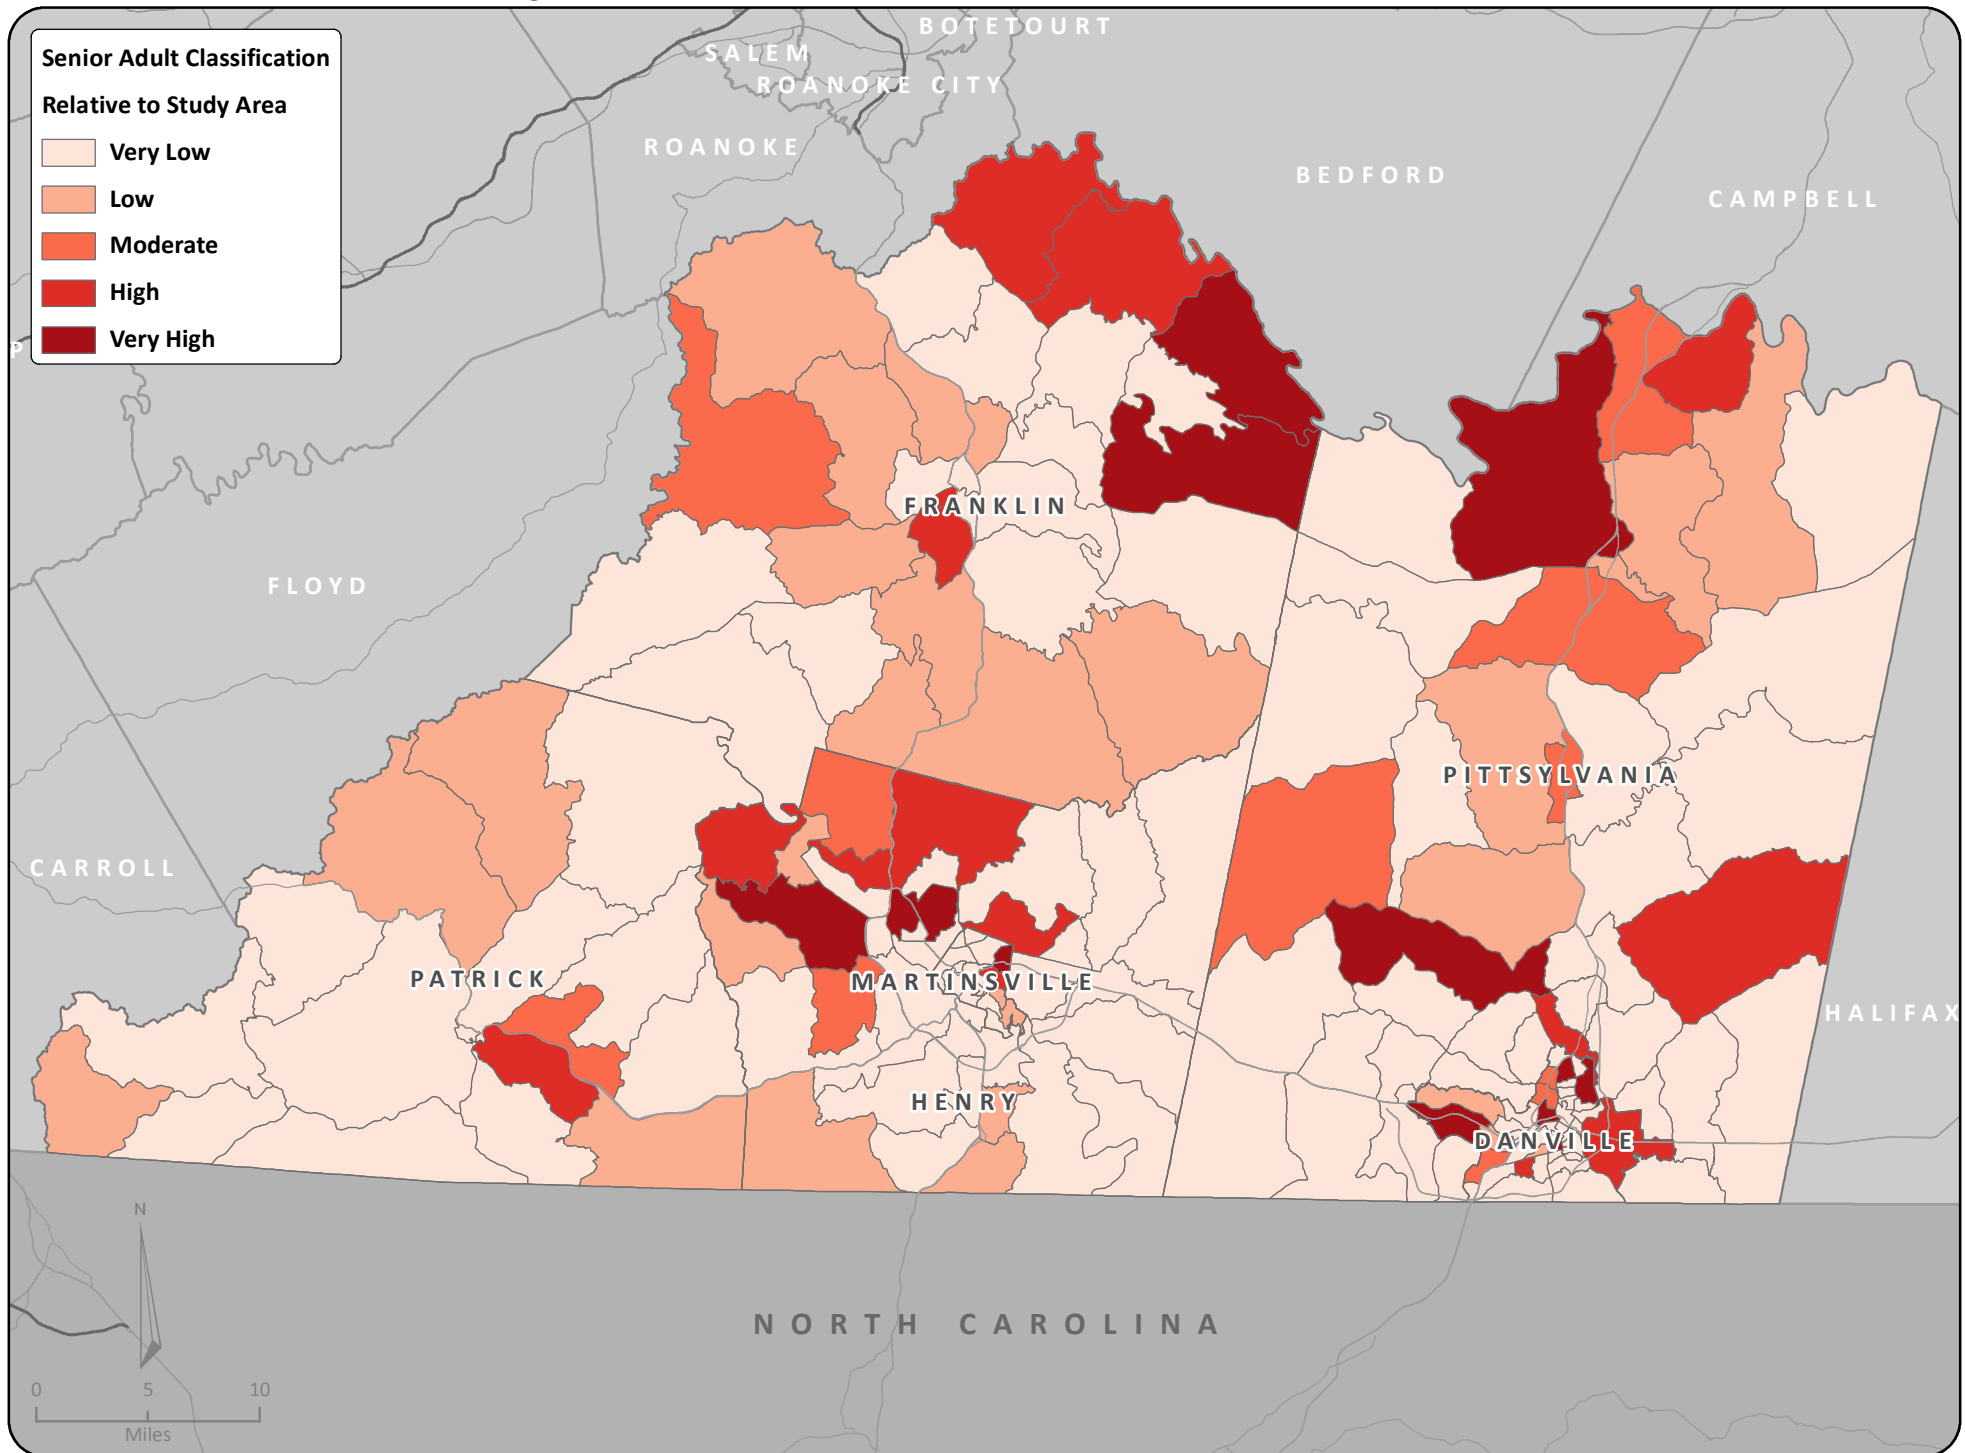 Senior Adult Classification
Relative to Study Area
Very Low
Low
Moderate
High
Very High
BOTETOURT
SALEM
ROANOKE CITY
ROANOKE
BEDFORD
CAMPBELL
P
FRANKLIN
FLOYD
PITTSYLVANIA
CARROLL
PATRICK
MARTINSVILLE
HALIFAX
HENRY
DANVILLE
N
NORTH CAROLINA
0 5 10
Miles